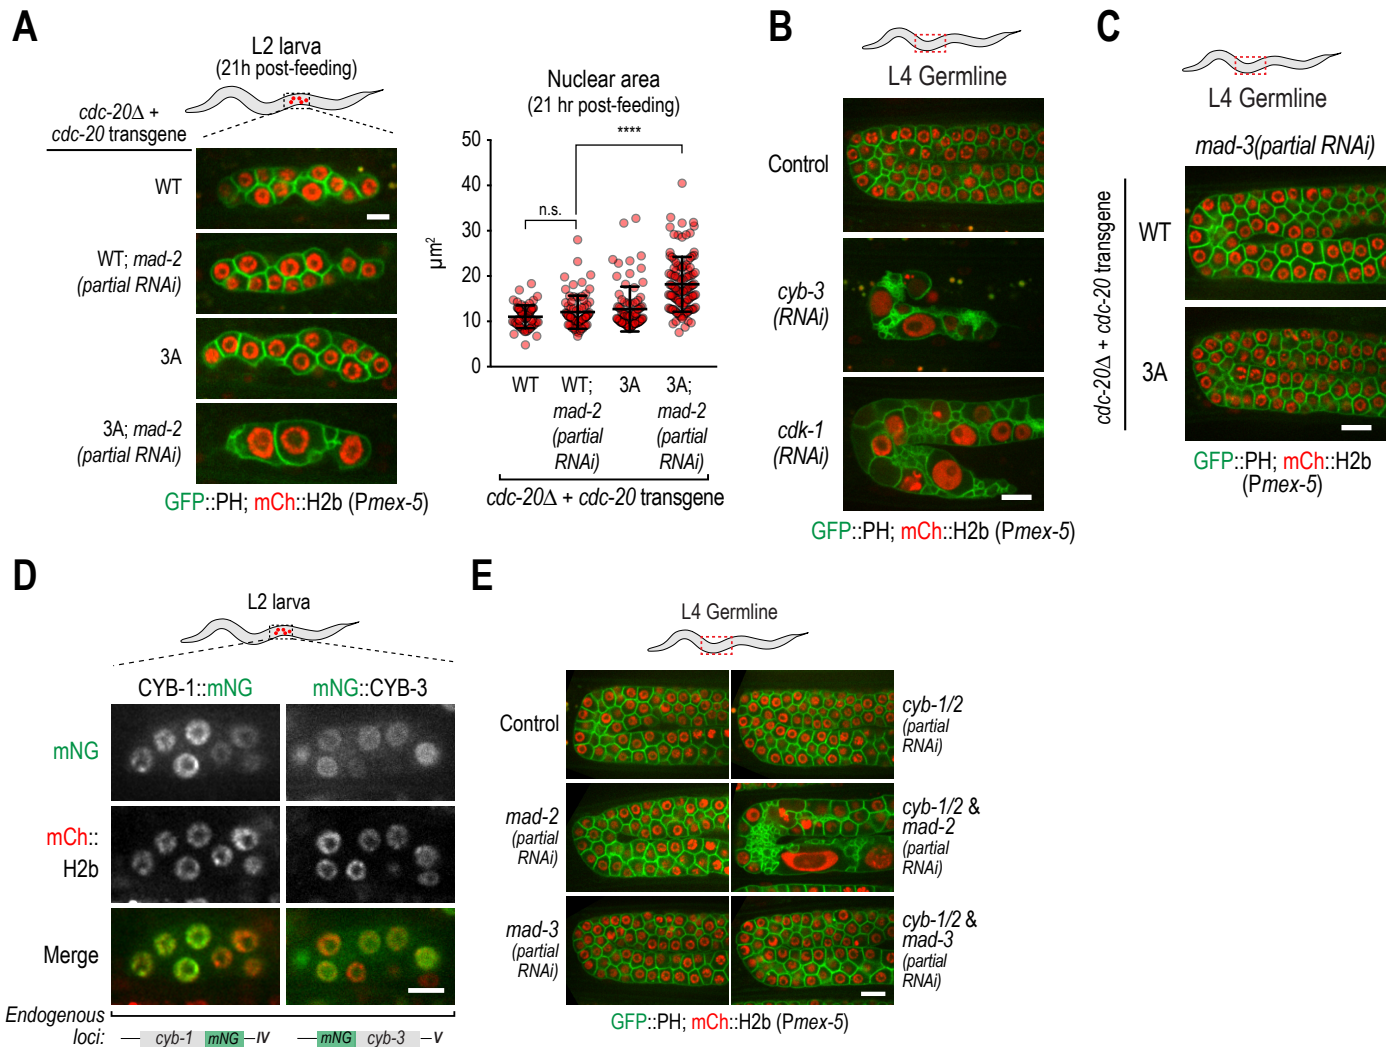 A
L2 larva
(21h post-feeding)
cdc-20Δ +
cdc-20 transgene
WT
WT; mad-2
(partial RNAi)
3A
3A; mad-2
(partial RNAi)
GFP::PH; mCh::H2b (Pmex-5)
Nuclear area
(21 hr post-feeding)
****
n.s.
50
40
30
20
10
0
µm²
WT
WT;
mad-2
(partial
RNAi)
3A
3A;
mad-2
(partial
RNAi)
cdc-20Δ + cdc-20 transgene
B
L4 Germline
Control
cyb-3
(RNAi)
cdk-1
(RNAi)
GFP::PH; mCh::H2b (Pmex-5)
C
L4 Germline
mad-3(partial RNAi)
cdc-20Δ + cdc-20 transgene
WT
3A
GFP::PH; mCh::H2b
(Pmex-5)
D
L2 larva
CYB-1::mNG
mNG::CYB-3
mNG
mCh::
H2b
Merge
Endogenous
loci:
cyb-1 mNG IV
mNG cyb-3 V
E
L4 Germline
Control
cyb-1/2
(partial
RNAi)
mad-2
(partial
RNAi)
cyb-1/2 &
mad-2
(partial
RNAi)
mad-3
(partial
RNAi)
cyb-1/2 &
mad-3
(partial
RNAi)
GFP::PH; mCh::H2b (Pmex-5)